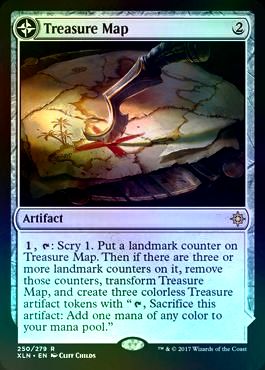 Treasure Map 2
Artifact
1, T: Scry 1. Put a landmark counter on
Treasure Map. Then if there are three or
more landmark counters on it, remove
those counters, transform Treasure
Map, and create three colorless Treasure
artifact tokens with “T, Sacrifice this
artifact: Add one mana of any color to
your mana pool.”
250/279 R
XLN • EN CLIFF CHILDS ™ & © 2017 Wizards of the Coast